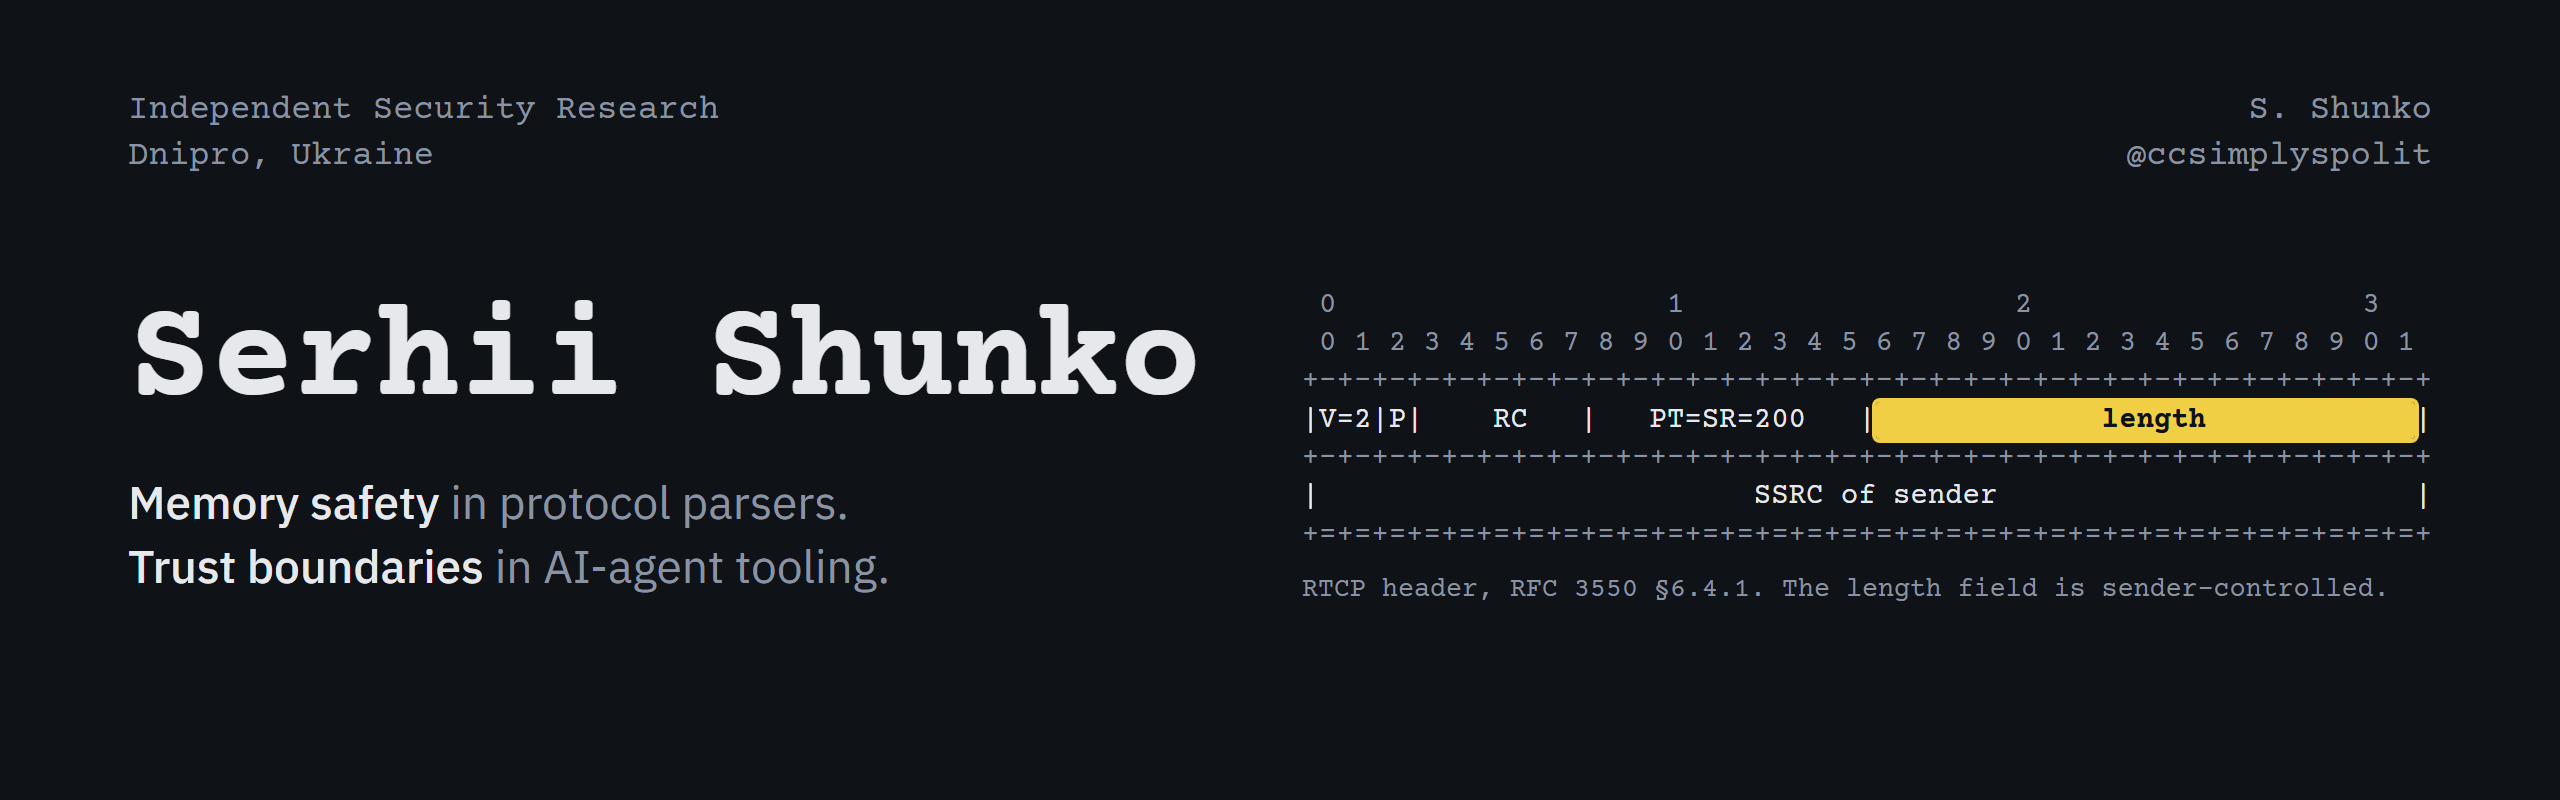 Independent Security Research
Dnipro, Ukraine
S. Shunko
@ccsimplyspolit
Serhii Shunko
Memory safety in protocol parsers.
Trust boundaries in AI-agent tooling.
 0                   1                   2                   3
 0 1 2 3 4 5 6 7 8 9 0 1 2 3 4 5 6 7 8 9 0 1 2 3 4 5 6 7 8 9 0 1
+-+-+-+-+-+-+-+-+-+-+-+-+-+-+-+-+-+-+-+-+-+-+-+-+-+-+-+-+-+-+-+-+
|V=2|P|    RC   |   PT=SR=200   |             length            |
+-+-+-+-+-+-+-+-+-+-+-+-+-+-+-+-+-+-+-+-+-+-+-+-+-+-+-+-+-+-+-+-+
|                         SSRC of sender                        |
+=+=+=+=+=+=+=+=+=+=+=+=+=+=+=+=+=+=+=+=+=+=+=+=+=+=+=+=+=+=+=+=+
RTCP header, RFC 3550 §6.4.1. The length field is sender-controlled.